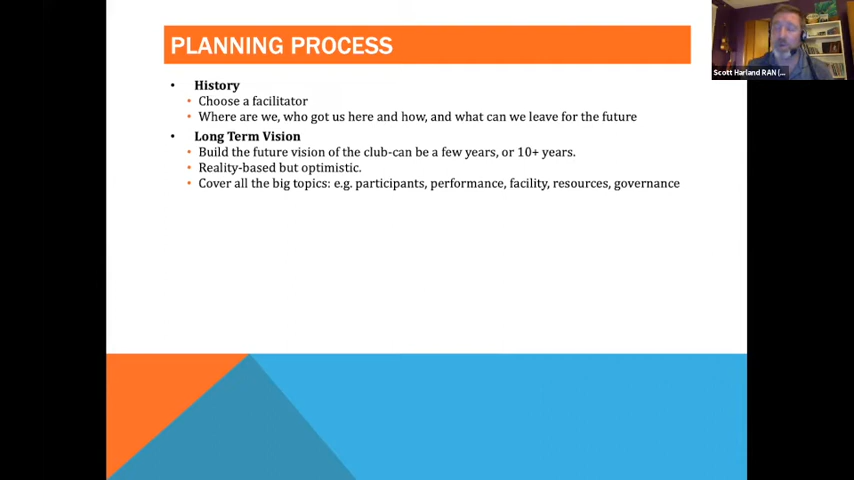 PLANNING PROCESS
Scott Harland RAN (...
• History
• Choose a facilitator
• Where are we, who got us here and how, and what can we leave for the future
• Long Term Vision
• Build the future vision of the club-can be a few years, or 10+ years.
• Reality-based but optimistic.
• Cover all the big topics: e.g. participants, performance, facility, resources, governance